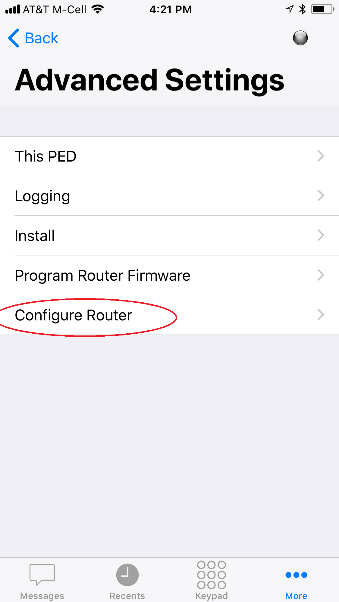 AT&T M-Cell 4:21 PM
Back
Advanced Settings
This PED
Logging
Install
Program Router Firmware
Configure Router
Messages Recents Keypad More